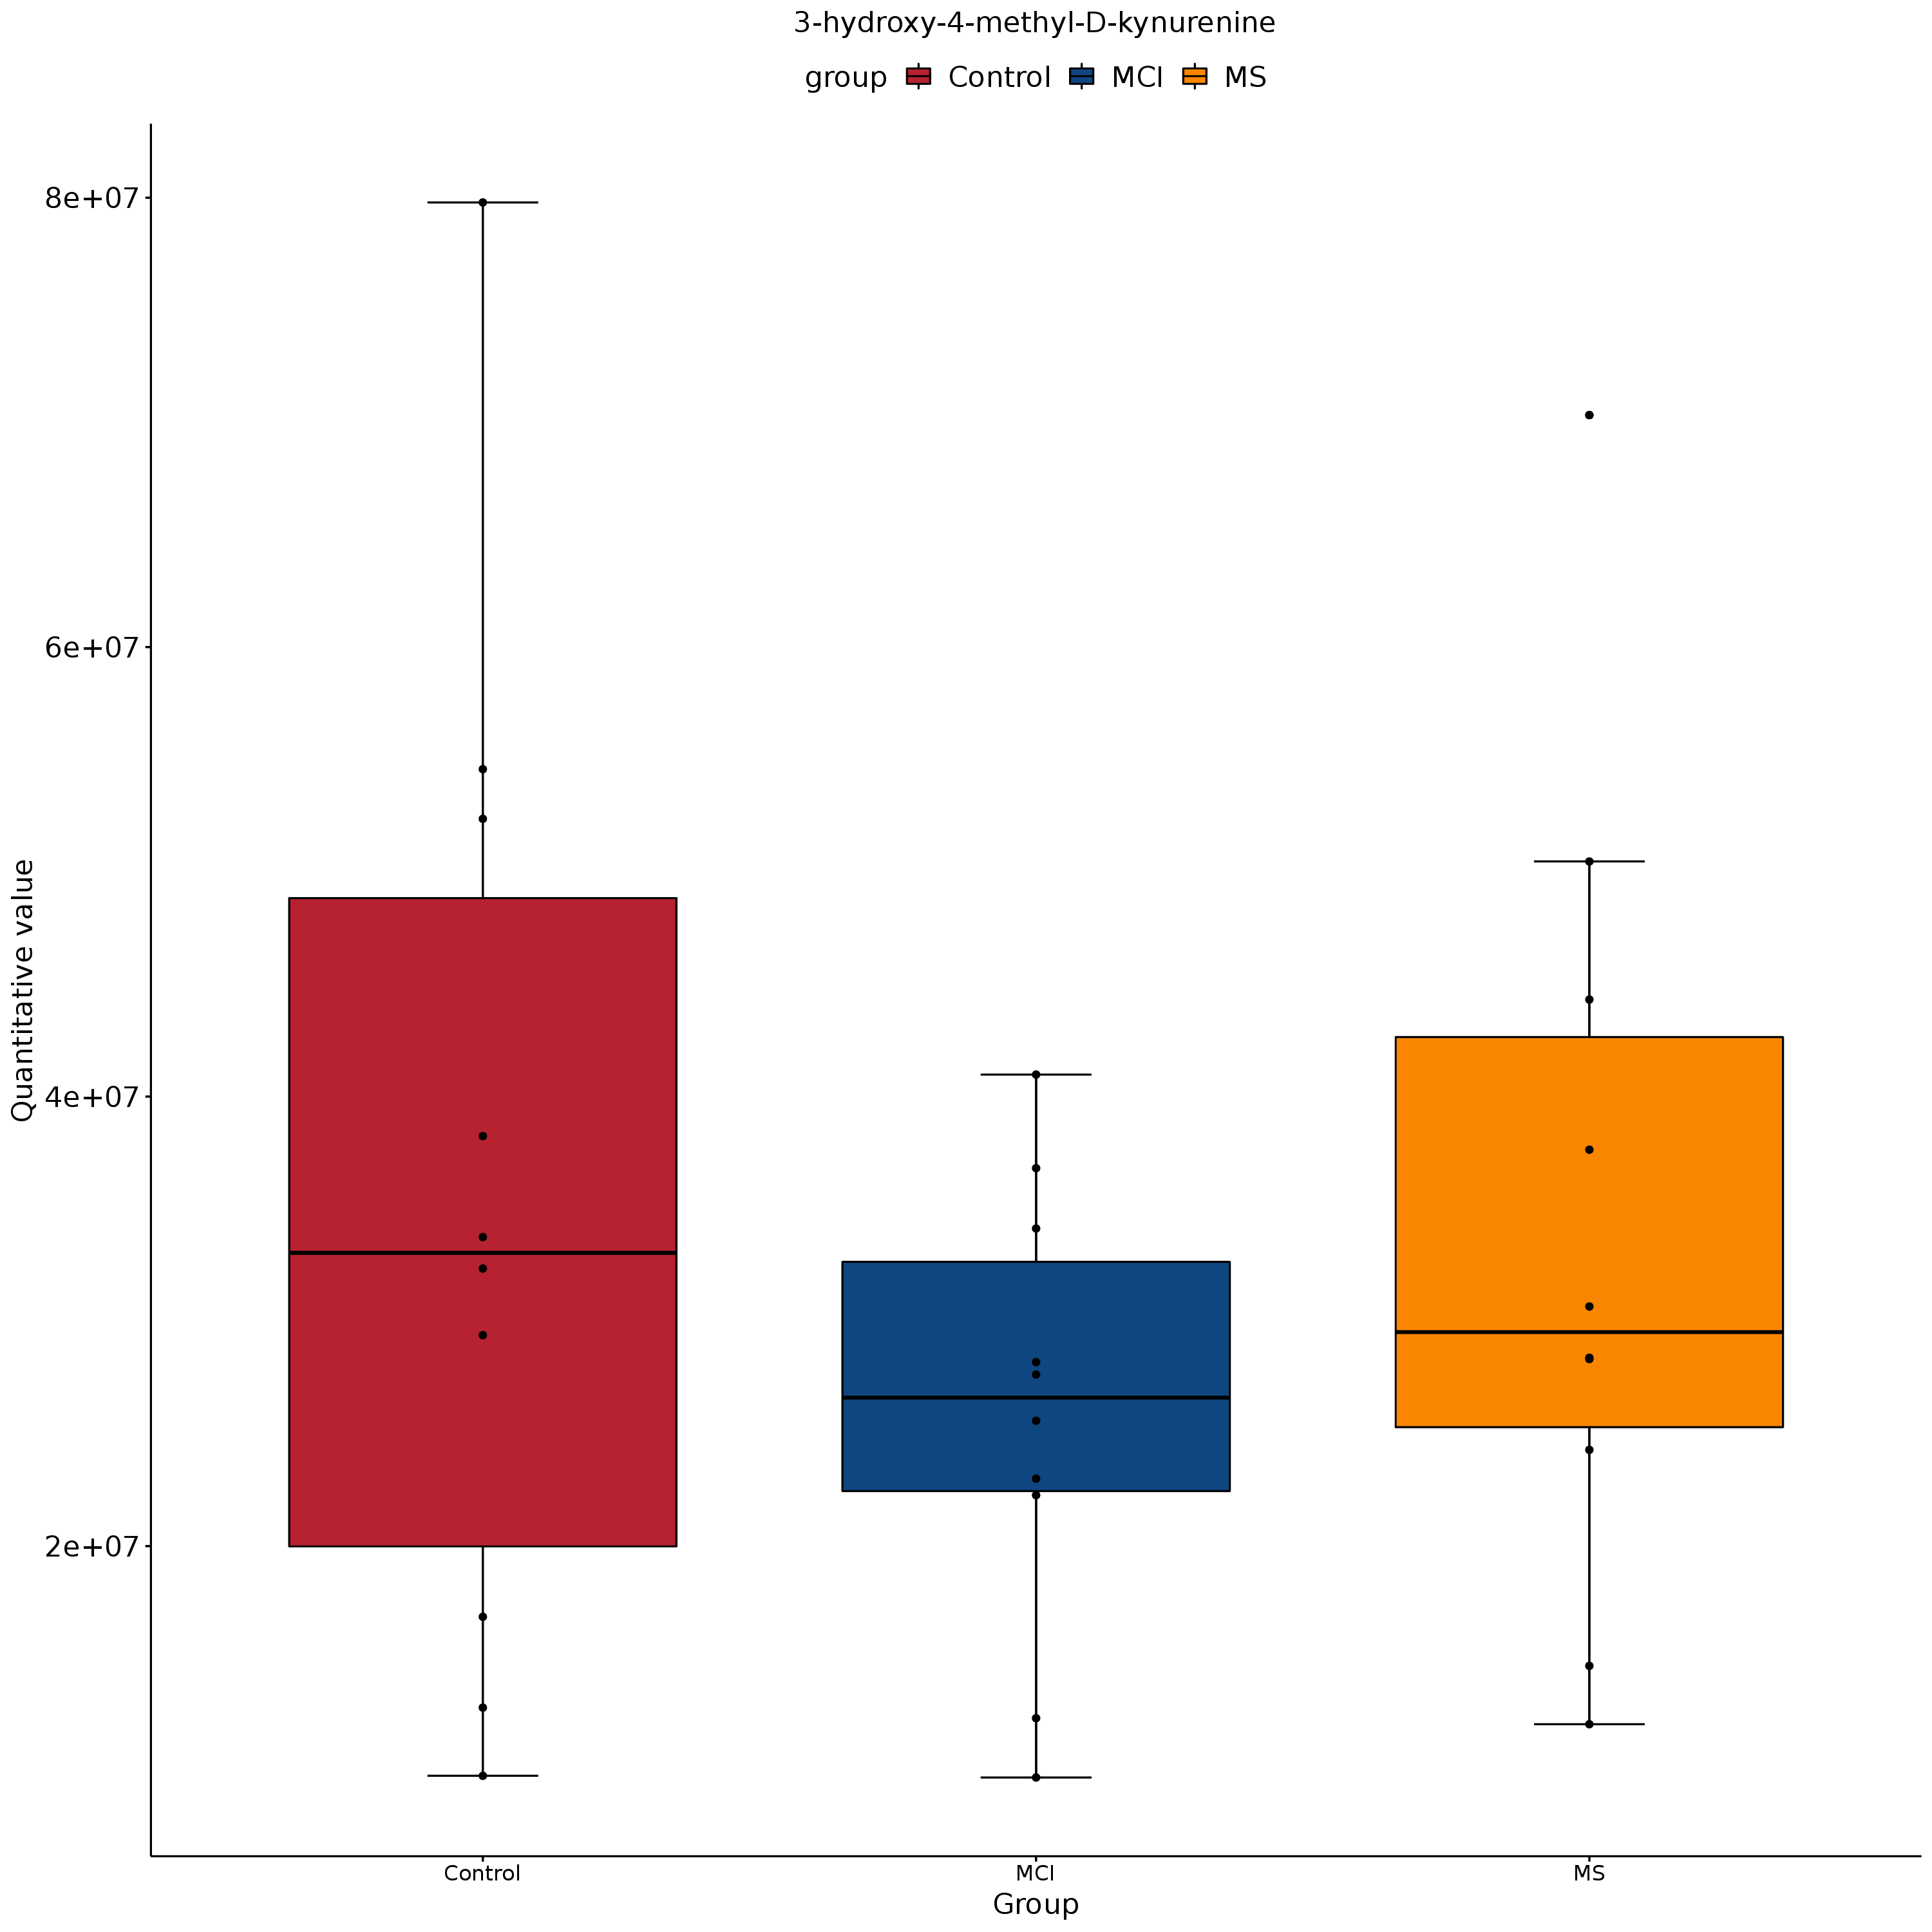 3-hydroxy-4-methyl-D-kynurenine
group Control MCI MS
Quantitative value
8e+07
6e+07
4e+07
2e+07
Control MCI MS
Group